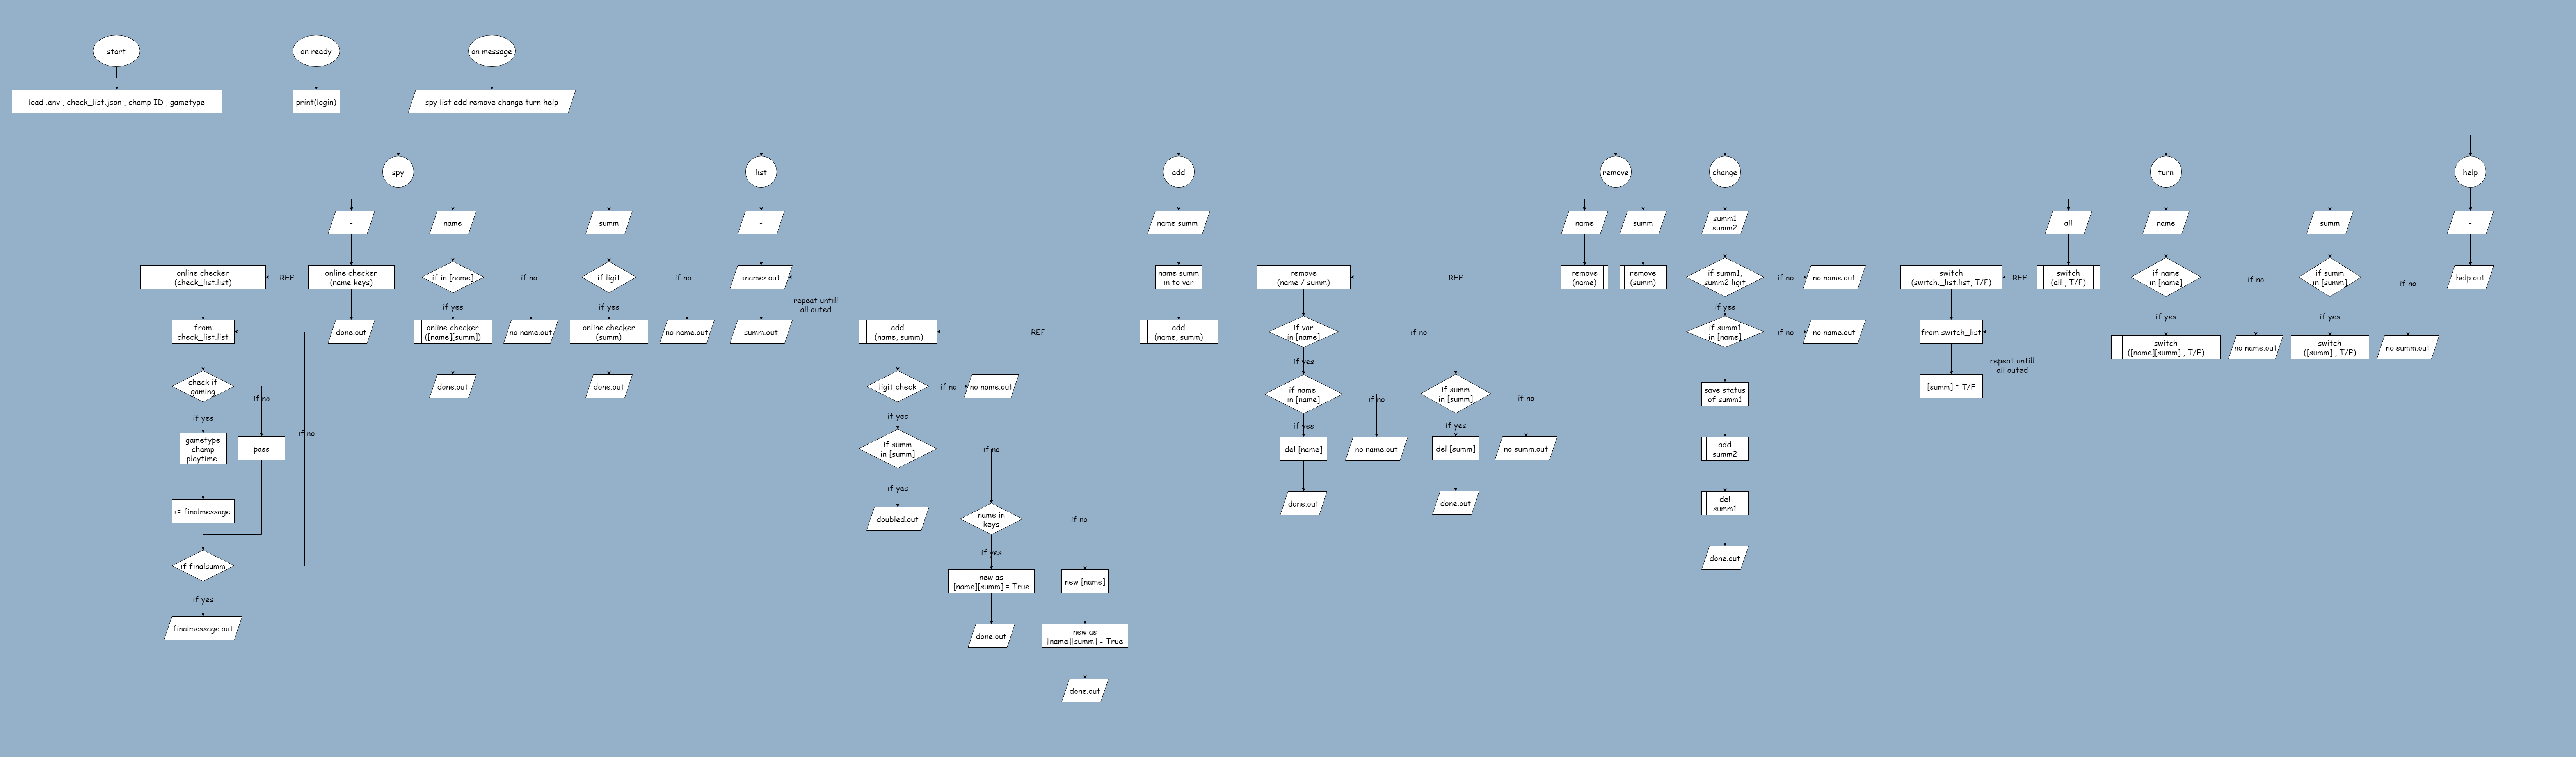 start
on ready
on message
load .env , check_list.json , champ ID , gametype
print(login)
spy list add remove change turn help
spy
list
add
remove
change
turn
help
-
name
summ
-
name summ
name
summ
summ1
summ2
all
name
summ
-
online checker
(check_list.list)
REF
online checker
(name keys)
if in [name]
if no
if ligit
if no
<name>.out
name summ
in to var
remove
(name / summ)
REF
remove
(name)
remove
(summ)
if summ1,
summ2 ligit
if no
no name.out
switch
(switch._list.list, T/F)
REF
switch
(all , T/F)
if name
in [name]
if no
if summ
in [summ]
if no
help.out
if yes
if yes
repeat untill
all outed
if yes
if yes
if yes
from
check_list.list
done.out
online checker
([name][summ])
no name.out
online checker
(summ)
no name.out
summ.out
add
(name, summ)
REF
add
(name, summ)
if var
in [name]
if no
if summ1
in [name]
if no
no name.out
from switch_list
switch
([name][summ] , T/F)
no name.out
switch
([summ] , T/F)
no summ.out
if yes
repeat untill
all outed
check if
gaming
if no
done.out
done.out
ligit check
if no
no name.out
if name
in [name]
if no
if summ
in [summ]
if no
save status
of summ1
[summ] = T/F
if yes
if yes
if yes
if yes
if no
gametype
champ
playtime
pass
if summ
in [summ]
if no
del [name]
no name.out
del [summ]
no summ.out
add
summ2
if yes
+= finalmessage
doubled.out
name in
keys
if no
done.out
done.out
del
summ1
if finalsumm
if yes
done.out
if yes
new as
[name][summ] = True
new [name]
finalmessage.out
done.out
new as
[name][summ] = True
done.out